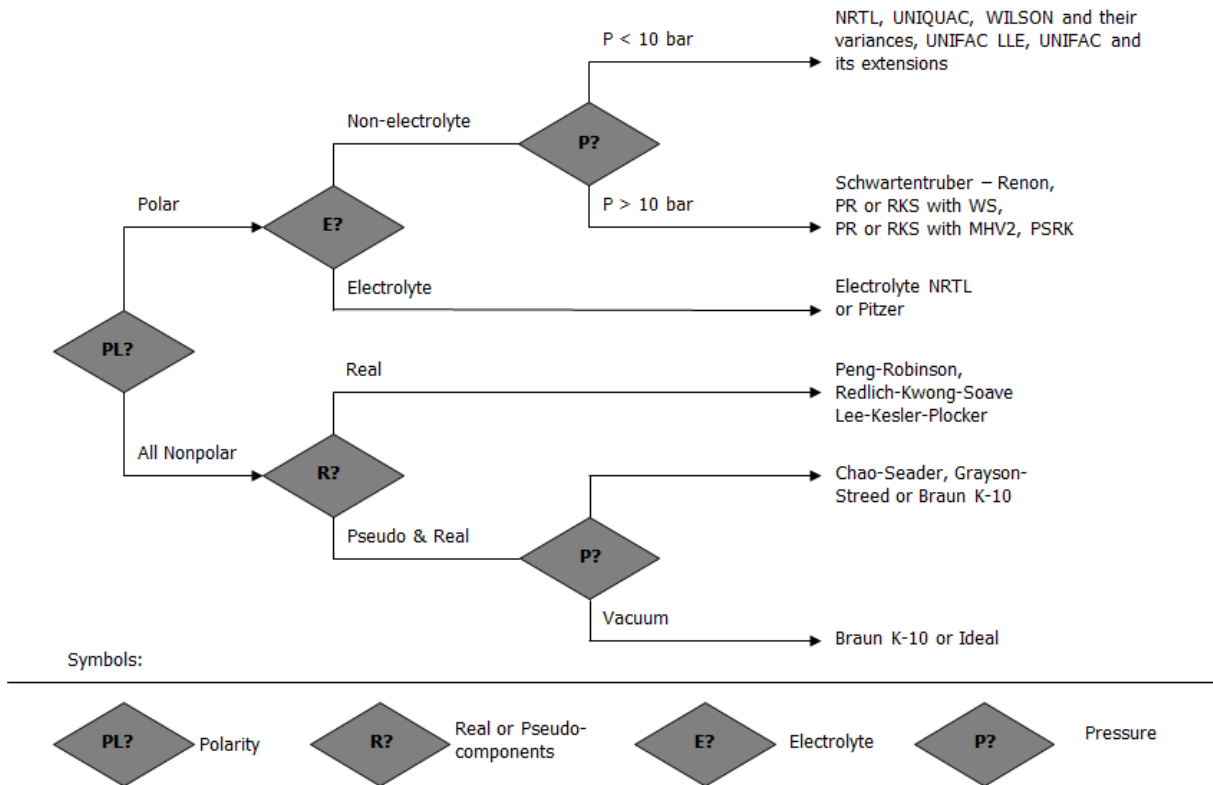 NRTL, UNIQUAC, WILSON and their
variances, UNIFAC LLE, UNIFAC and
its extensions
P < 10 bar
Non-electrolyte
P?
Polar
E?
P > 10 bar
Schwartentruber – Renon,
PR or RKS with WS,
PR or RKS with MHV2, PSRK
Electrolyte
Electrolyte NRTL
or Pitzer
PL?
Real
Peng-Robinson,
Redlich-Kwong-Soave
Lee-Kesler-Plocker
All Nonpolar
R?
Chao-Seader, Grayson-
Streed or Braun K-10
Pseudo & Real
P?
Vacuum
Braun K-10 or Ideal
Symbols:
PL?
Polarity
R?
Real or Pseudo-
components
E?
Electrolyte
P?
Pressure